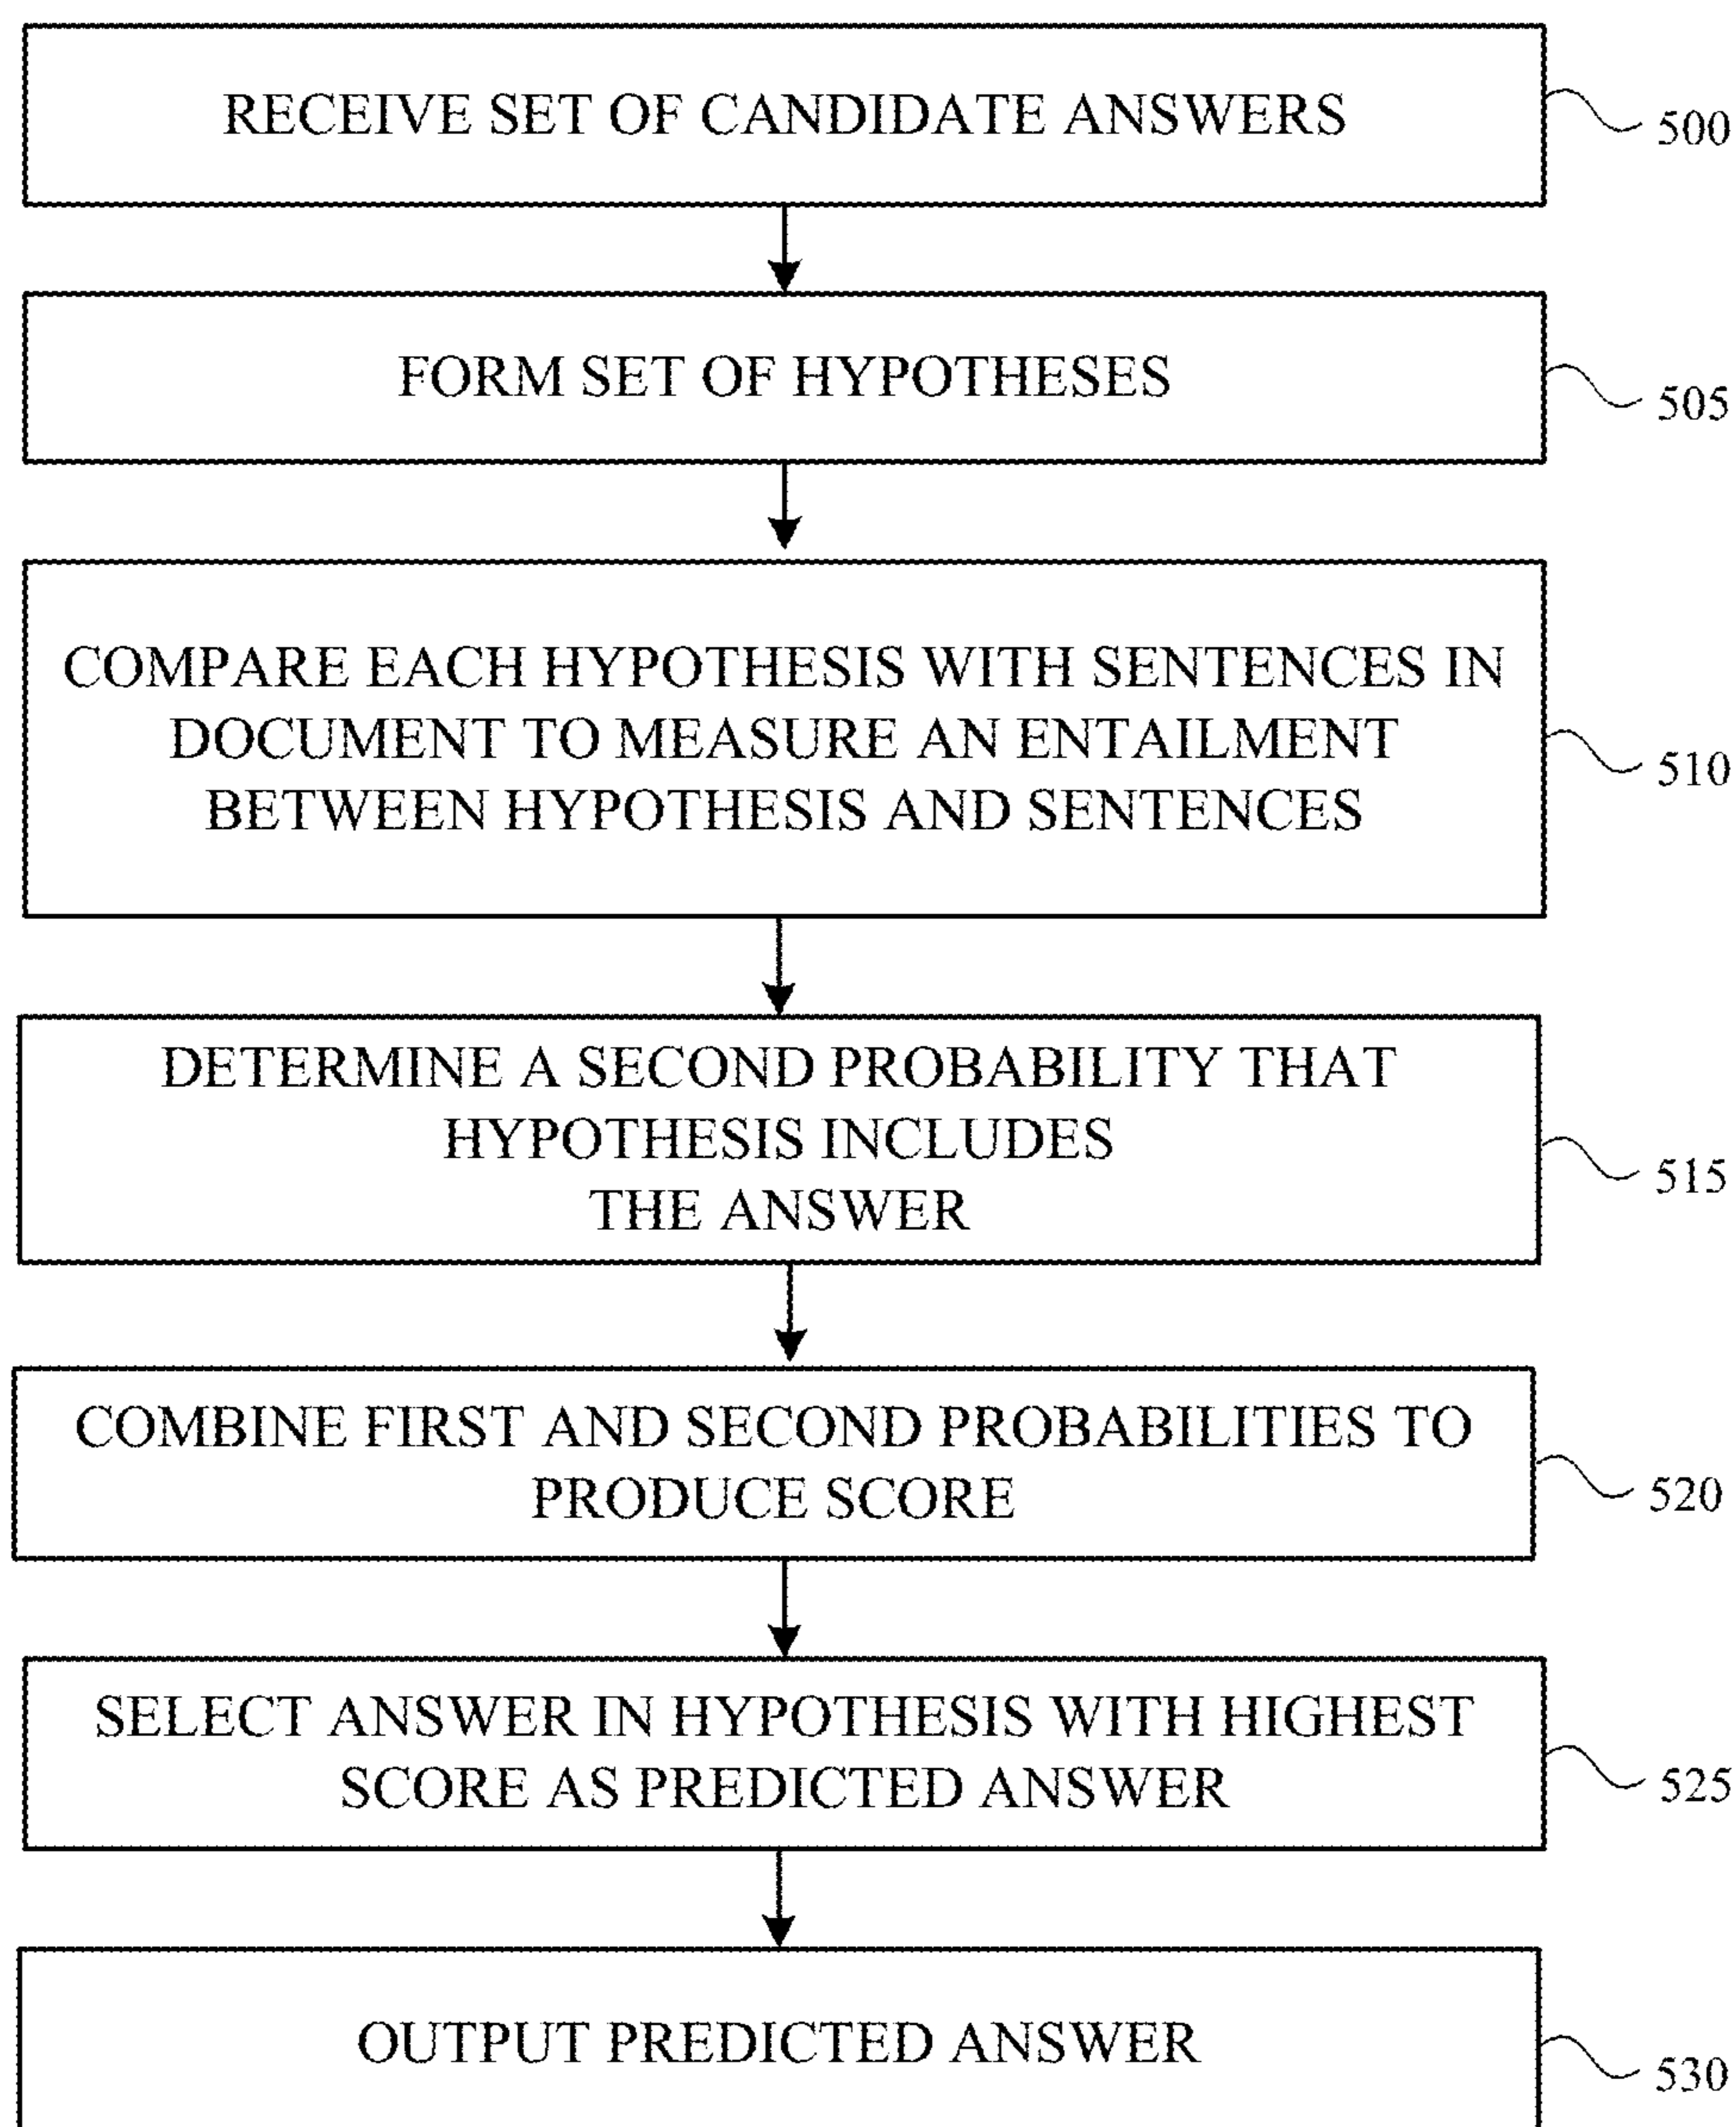 RECEIVE SET OF CANDIDATE ANSWERS
500
FORM SET OF HYPOTHESES
505
COMPARE EACH HYPOTHESIS WITH SENTENCES IN
DOCUMENT TO MEASURE AN ENTAILMENT
BETWEEN HYPOTHESIS AND SENTENCES
510
DETERMINE A SECOND PROBABILITY THAT
HYPOTHESIS INCLUDES
THE ANSWER
515
COMBINE FIRST AND SECOND PROBABILITIES TO
PRODUCE SCORE
520
SELECT ANSWER IN HYPOTHESIS WITH HIGHEST
SCORE AS PREDICTED ANSWER
525
OUTPUT PREDICTED ANSWER
530